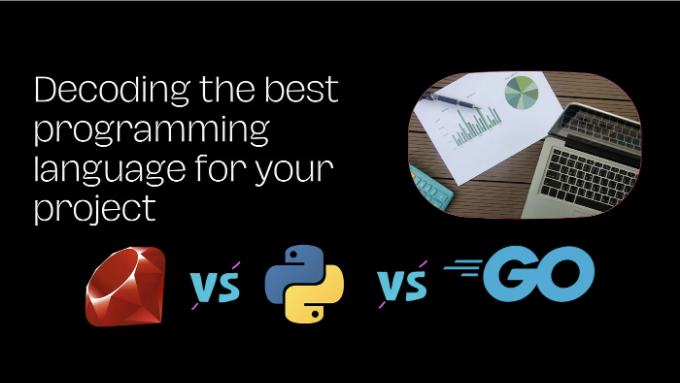 Decoding the best
programming
language for your
project
vs
vs
GO